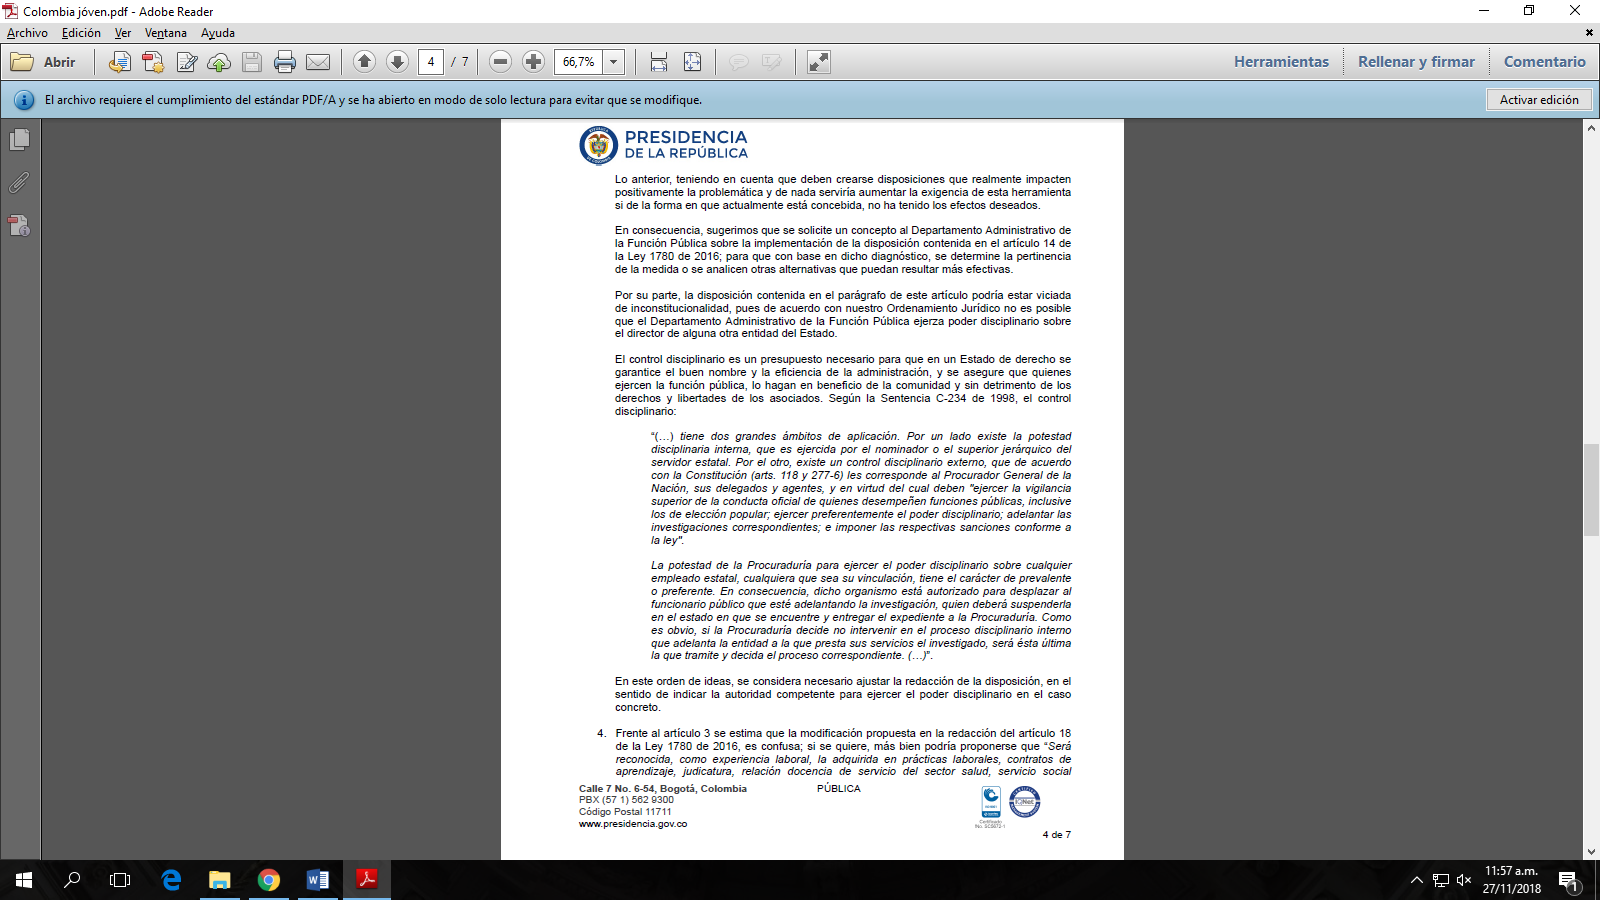 Colombia jóven.pdf - Adobe Reader
Archivo Edición Ver Ventana Ayuda
Abrir 4 / 7 66,7% Herramientas Rellenar y firmar Comentario
El archivo requiere el cumplimiento del estándar PDF/A y se ha abierto en modo de solo lectura para evitar que se modifique. Activar edición
PRESIDENCIA
DE LA REPÚBLICA
Lo anterior, teniendo en cuenta que deben crearse disposiciones que realmente impacten
positivamente la problemática y de nada serviría aumentar la exigencia de esta herramienta
si de la forma en que actualmente está concebida, no ha tenido los efectos deseados.
En consecuencia, sugerimos que se solicite un concepto al Departamento Administrativo de
la Función Pública sobre la implementación de la disposición contenida en el artículo 14 de
la Ley 1780 de 2016; para que con base en dicho diagnóstico, se determine la pertinencia
de la medida o se analicen otras alternativas que puedan resultar más efectivas.
Por su parte, la disposición contenida en el parágrafo de este artículo podría estar viciada
de inconstitucionalidad, pues de acuerdo con nuestro Ordenamiento Jurídico no es posible
que el Departamento Administrativo de la Función Pública ejerza poder disciplinario sobre
el director de alguna otra entidad del Estado.
El control disciplinario es un presupuesto necesario para que en un Estado de derecho se
garantice el buen nombre y la eficiencia de la administración, y se asegure que quienes
ejercen la función pública, lo hagan en beneficio de la comunidad y sin detrimento de los
derechos y libertades de los asociados. Según la Sentencia C-234 de 1998, el control
disciplinario:
“(…) tiene dos grandes ámbitos de aplicación. Por un lado existe la potestad
disciplinaria interna, que es ejercida por el nominador o el superior jerárquico del
servidor estatal. Por el otro, existe un control disciplinario externo, que de acuerdo
con la Constitución (arts. 118 y 277-6) les corresponde al Procurador General de la
Nación, sus delegados y agentes, y en virtud del cual deben "ejercer la vigilancia
superior de la conducta oficial de quienes desempeñen funciones públicas, inclusive
los de elección popular; ejercer preferentemente el poder disciplinario; adelantar las
investigaciones correspondientes; e imponer las respectivas sanciones conforme a
la ley".
La potestad de la Procuraduría para ejercer el poder disciplinario sobre cualquier
empleado estatal, cualquiera que sea su vinculación, tiene el carácter de prevalente
o preferente. En consecuencia, dicho organismo está autorizado para desplazar al
funcionario público que esté adelantando la investigación, quien deberá suspenderla
en el estado en que se encuentre y entregar el expediente a la Procuraduría. Como
es obvio, si la Procuraduría decide no intervenir en el proceso disciplinario interno
que adelanta la entidad a la que presta sus servicios el investigado, será ésta última
la que tramite y decida el proceso correspondiente. (…)”.
En este orden de ideas, se considera necesario ajustar la redacción de la disposición, en el
sentido de indicar la autoridad competente para ejercer el poder disciplinario en el caso
concreto.
4. Frente al artículo 3 se estima que la modificación propuesta en la redacción del artículo 18
de la Ley 1780 de 2016, es confusa; si se quiere, más bien podría proponerse que “Será
reconocida, como experiencia laboral, la adquirida en prácticas laborales, contratos de
aprendizaje, judicatura, relación docencia de servicio del sector salud, servicio social
Calle 7 No. 6-54, Bogotá, Colombia PÚBLICA
PBX (57 1) 562 9300
Código Postal 11711
www.presidencia.gov.co
4 de 7
11:57 a.m.
27/11/2018
1